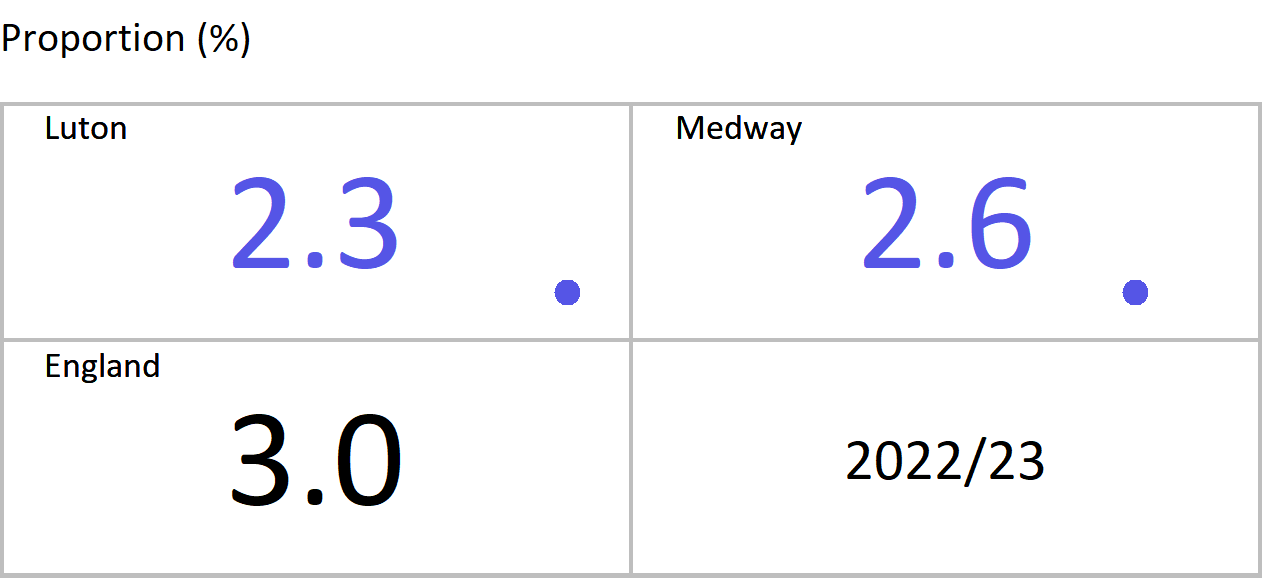 Proportion (%)
Luton
2.3
Medway
2.6
England
3.0
2022/23